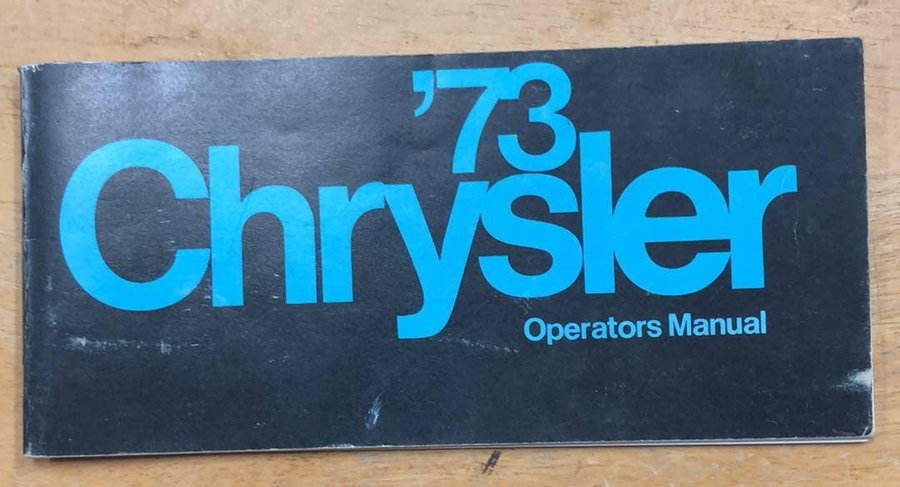 '73
Chrysler
Operators Manual